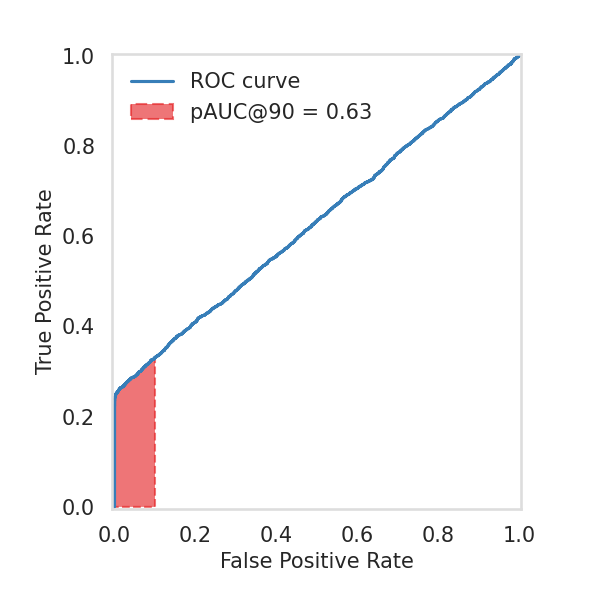 ROC curve
pAUC@90 = 0.63
1.0
0.8
0.6
0.4
0.2
0.0
True Positive Rate
0.0 0.2 0.4 0.6 0.8 1.0
False Positive Rate